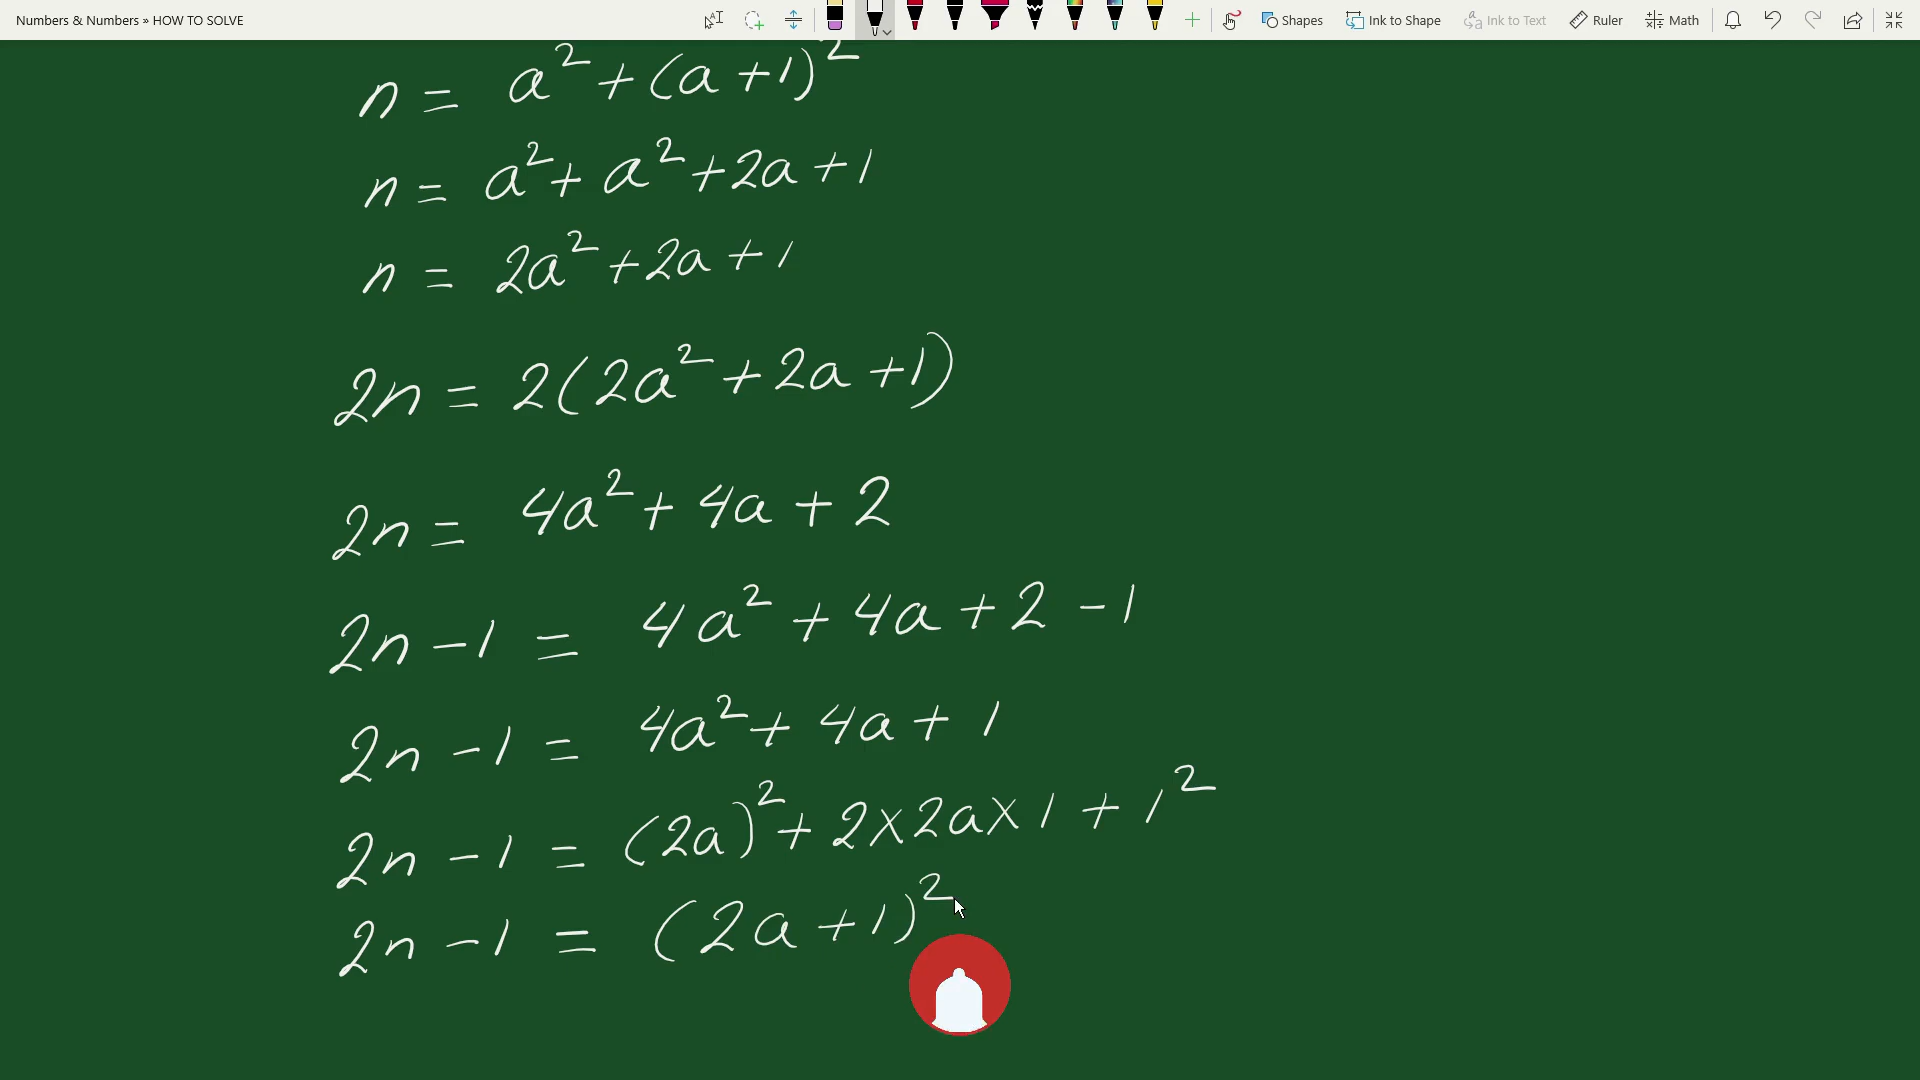 Numbers & Numbers » HOW TO SOLVE
Shapes Ink to Shape Ink to Text Ruler Math
n = a² + (a + 1)²
n = a² + a² + 2a + 1
n = 2a² + 2a + 1
2n = 2(2a² + 2a + 1)
2n = 4a² + 4a + 2
2n - 1 = 4a² + 4a + 2 - 1
2n - 1 = 4a² + 4a + 1
2n - 1 = (2a)² + 2×2a×1 + 1²
2n - 1 = (2a + 1)²